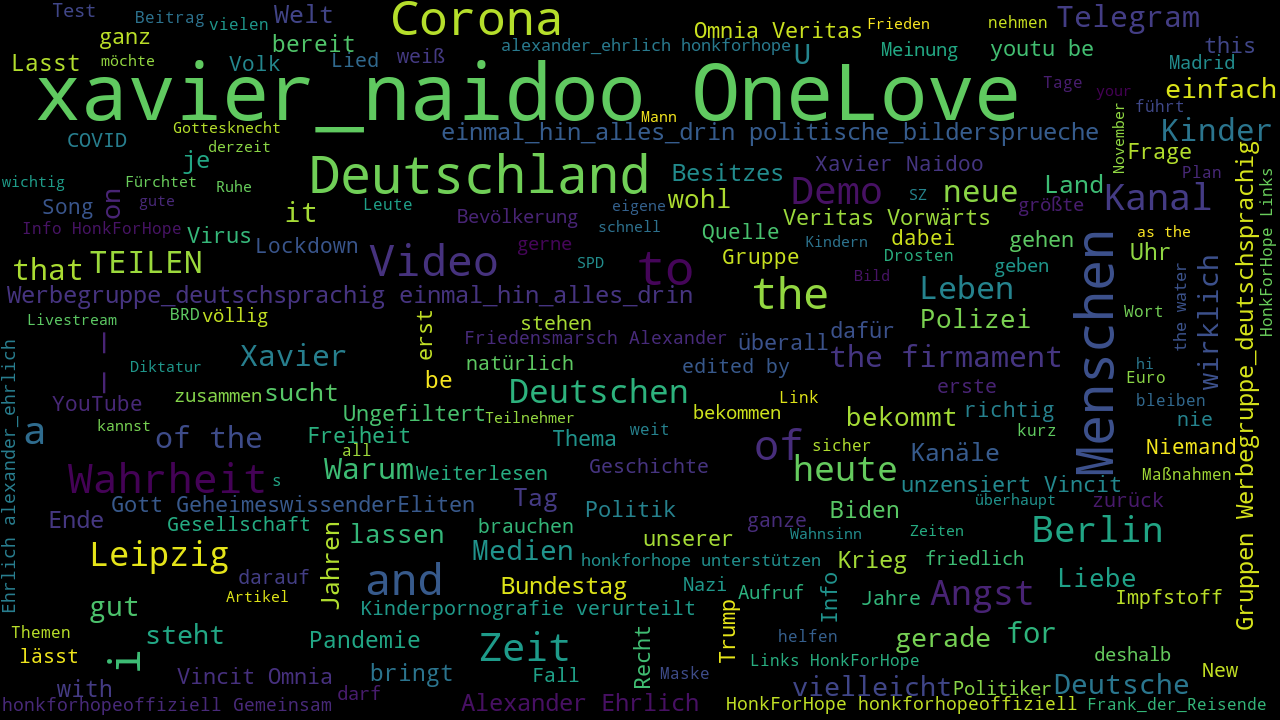 Test
Beitrag
vielen
Welt
Corona
Omnia Veritas
Frieden
nehmen
Telegram
ganz
bereit
alexander_ehrlich honkforhope
U
Meinung
youtu be
this
Lasst
möchte
Volk
Lied
weiß
Madrid
xavier_naidoo OneLove
Tage
your
einfach
Mann
November
führt
COVID
Gottesknecht
derzeit
einmal_hin_alles_drin politische_bildersprueche
Kinder
je
Deutschland
Besitzes
Xavier Naidoo
Frage
Plan
wichtig
Fürchtet
Ruhe
Demo
SZ
neue
Land
Song
on
gute
Leute
eigene
wohl
größte
Kanal
it
Bevölkerung
schnell
Veritas Vorwärts
Info HonkForHope
Virus
Lockdown
gerne
Quelle
Kindern
dabei
gehen
as the
that
TEILEN
Video
SPD
to
Gruppe
Drosten
geben
Uhr
Bild
Werbegruppe_deutschsprachig einmal_hin_alles_drin
the
Leben
Menschen
the water
wirklich
Gruppen Werbegruppe_deutschsprachig
HonkForHope Links
Livestream
BRD
völlig
erst
stehen
Polizei
Wort
|
Friedensmarsch Alexander
überall
dafür
Diktatur
Xavier
natürlich
edited by
the firmament
hi
|
be
Euro
zusammen
sucht
Deutschen
Link
erste
bleiben
YouTube
Ungefiltert
Teilnehmer
bekommen
bekommt
richtig
nie
kannst
a
of the
Freiheit
all
Thema
weit
of
sicher
kurz
Niemand
Ehrlich alexander_ehrlich
Wahrheit
s
Warum
Weiterlesen
Geschichte
heute
Kanäle
Maßnahmen
unzensiert Vincit
Gott GeheimeswissenderEliten
Tag
Politik
Biden
überhaupt
zurück
Ende
Gesellschaft
Jahren
lassen
brauchen
unserer
ganze
Wahnsinn
Zeiten
Berlin
Leipzig
Medien
honkforhope unterstützen
Krieg
friedlich
darauf
and
Bundestag
Nazi
Aufruf
Info
Jahre
Angst
Liebe
Artikel
Impfstoff
gut
Kinderpornografie verurteilt
Themen
steht
Pandemie
Zeit
Recht
Trump
helfen
gerade
for
lässt
i
Links HonkForHope
deshalb
Vincit Omnia
bringt
Fall
Maske
New
with
darf
vielleicht
Politiker
Deutsche
honkforhopeoffiziell Gemeinsam
Alexander Ehrlich
HonkForHope honkforhopeoffiziell
Frank_der_Reisende